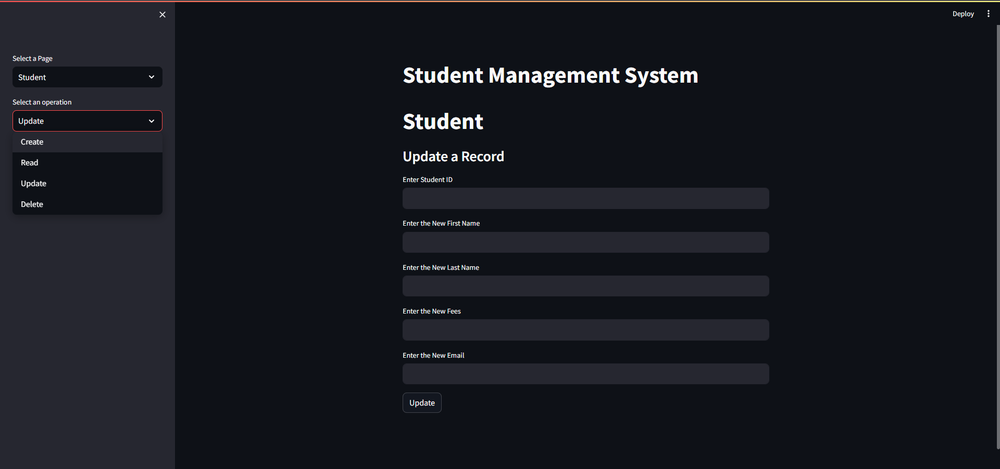 Deploy
Select a Page
Student
Select an operation
Update
Create
Read
Update
Delete
Student Management System
Student
Update a Record
Enter Student ID
Enter the New First Name
Enter the New Last Name
Enter the New Fees
Enter the New Email
Update